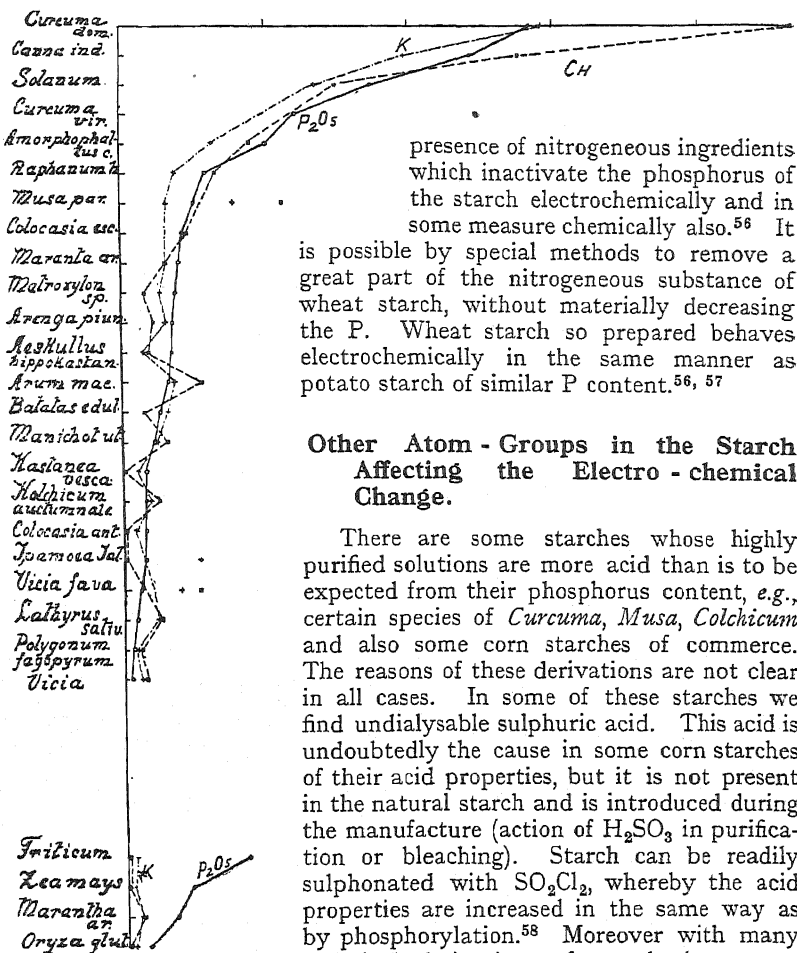 Curcuma
dom.
Canna ind.
Solanum
Curcuma
vir.
Amorphophal-
lus c.
Raphanum h
Musa par.
Colocasia esc.
Maranta ar.
Matroxylon
sp.
Arenga pium.
Aeskullus
hippokastan.
Arum mac.
Batatas edul.
Manichot ut.
Kastanea
vesca
Kolchicum
auctumnale
Colocasia ant.
Ipamoea Jal.
Vicia fava
Lathyrus
sativ.
Polygonum
fagopyrum
Vicia
Triticum
Zea mays
Marantha
ar.
Oryza glut.
K
CH
P₂O₅
K
P₂O₅
presence of nitrogeneous ingredients
which inactivate the phosphorus of
the starch electrochemically and in
some measure chemically also.⁵⁶ It
is possible by special methods to remove a
great part of the nitrogeneous substance of
wheat starch, without materially decreasing
the P. Wheat starch so prepared behaves
electrochemically in the same manner as
potato starch of similar P content.⁵⁶, ⁵⁷
Other Atom - Groups in the Starch
Affecting the Electro - chemical
Change.
There are some starches whose highly
purified solutions are more acid than is to be
expected from their phosphorus content, e.g.,
certain species of Curcuma, Musa, Colchicum
and also some corn starches of commerce.
The reasons of these derivations are not clear
in all cases. In some of these starches we
find undialysable sulphuric acid. This acid is
undoubtedly the cause in some corn starches
of their acid properties, but it is not present
in the natural starch and is introduced during
the manufacture (action of H₂SO₃ in purifica-
tion or bleaching). Starch can be readily
sulphonated with SO₂Cl₂, whereby the acid
properties are increased in the same way as
by phosphorylation.⁵⁸ Moreover with many